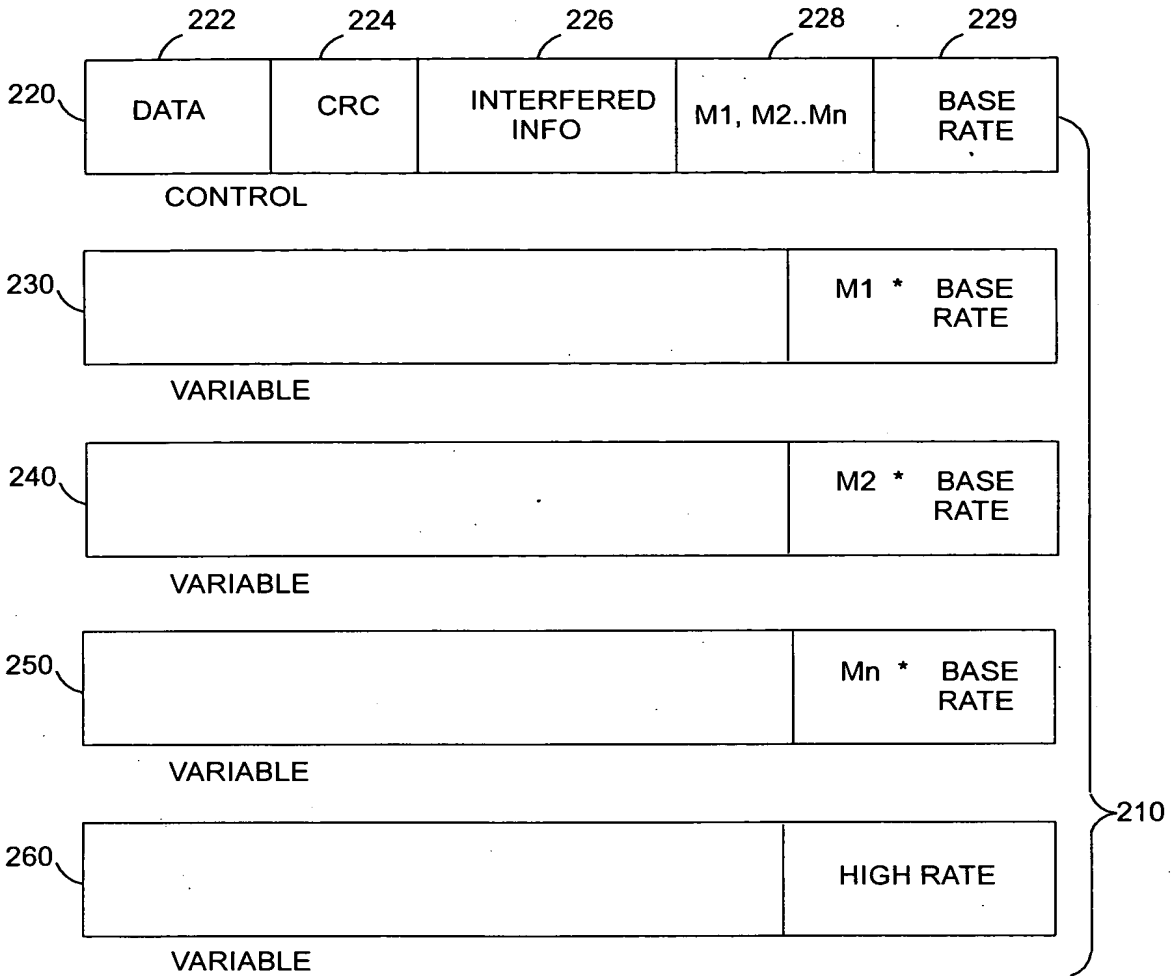 222 224 226 228 229
220 DATA CRC INTERFERED INFO M1, M2..Mn BASE RATE
CONTROL
230 M1 * BASE RATE
VARIABLE
240 M2 * BASE RATE
VARIABLE
250 Mn * BASE RATE
VARIABLE
210
260 HIGH RATE
VARIABLE